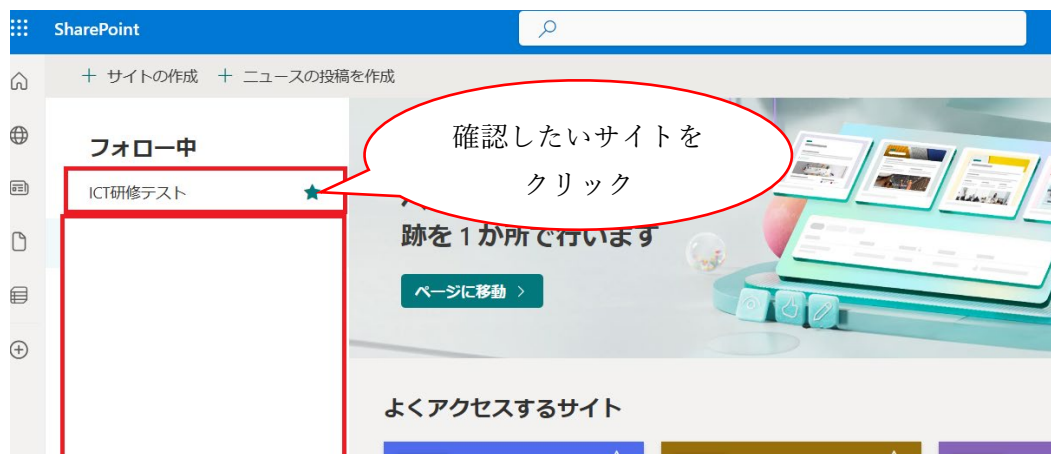 SharePoint
+ サイトの作成 + ニュースの投稿を作成
フォロー中
ICT研修テスト
確認したいサイトを
クリック
跡を1か所で行います
ページに移動 >
よくアクセスするサイト